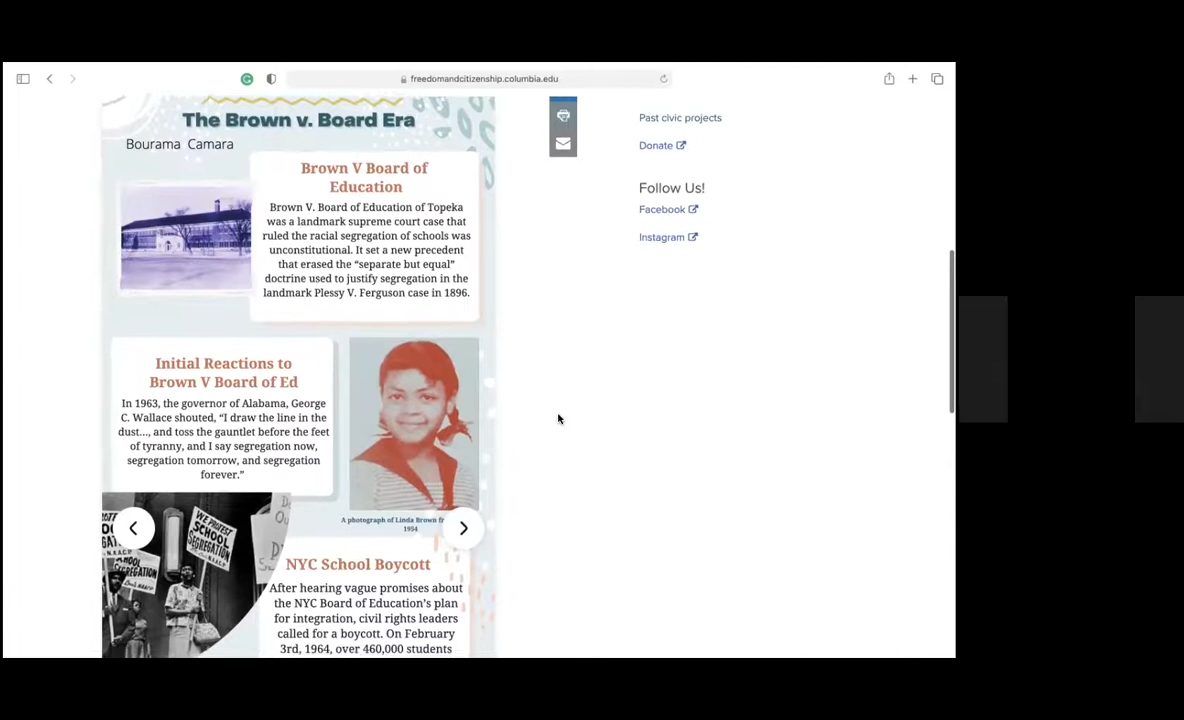 freedomandcitizenship.columbia.edu
The Brown v. Board Era
Bourama Camara
Brown V Board of
Education
Brown V. Board of Education of Topeka
was a landmark supreme court case that
ruled the racial segregation of schools was
unconstitutional. It set a new precedent
that erased the “separate but equal”
doctrine used to justify segregation in the
landmark Plessy V. Ferguson case in 1896.
Initial Reactions to
Brown V Board of Ed
In 1963, the governor of Alabama, George
C. Wallace shouted, “I draw the line in the
dust..., and toss the gauntlet before the feet
of tyranny, and I say segregation now,
segregation tomorrow, and segregation
forever.”
A photograph of Linda Brown fr
1954
WE PROTEST
SCHOOL
SEGREGATION
SCHOOL
NYC School Boycott
After hearing vague promises about
the NYC Board of Education’s plan
for integration, civil rights leaders
called for a boycott. On February
3rd, 1964, over 460,000 students
Past civic projects
Donate
Follow Us!
Facebook
Instagram